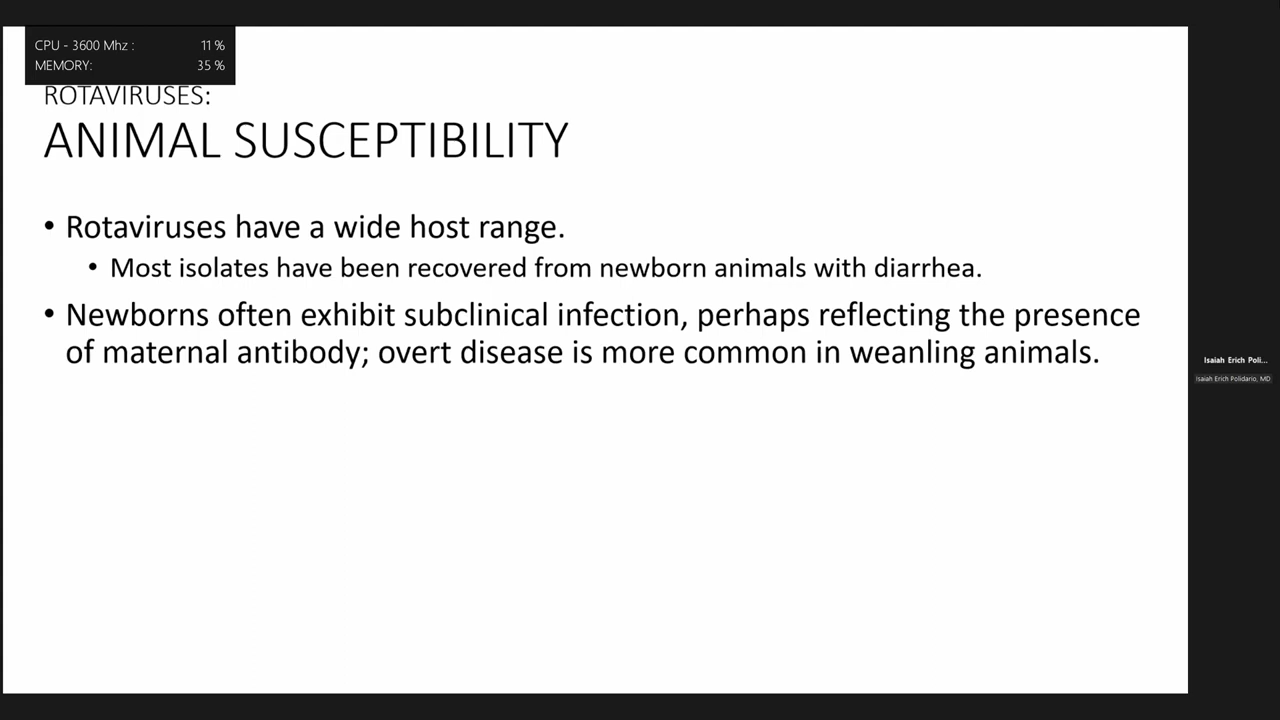 CPU - 3600 Mhz : 11 %
MEMORY: 35 %
ROTAVIRUSES:
ANIMAL SUSCEPTIBILITY
• Rotaviruses have a wide host range.
• Most isolates have been recovered from newborn animals with diarrhea.
• Newborns often exhibit subclinical infection, perhaps reflecting the presence
of maternal antibody; overt disease is more common in weanling animals.
Isaiah Erich Poli...
Isaiah Erich Polidario, MD